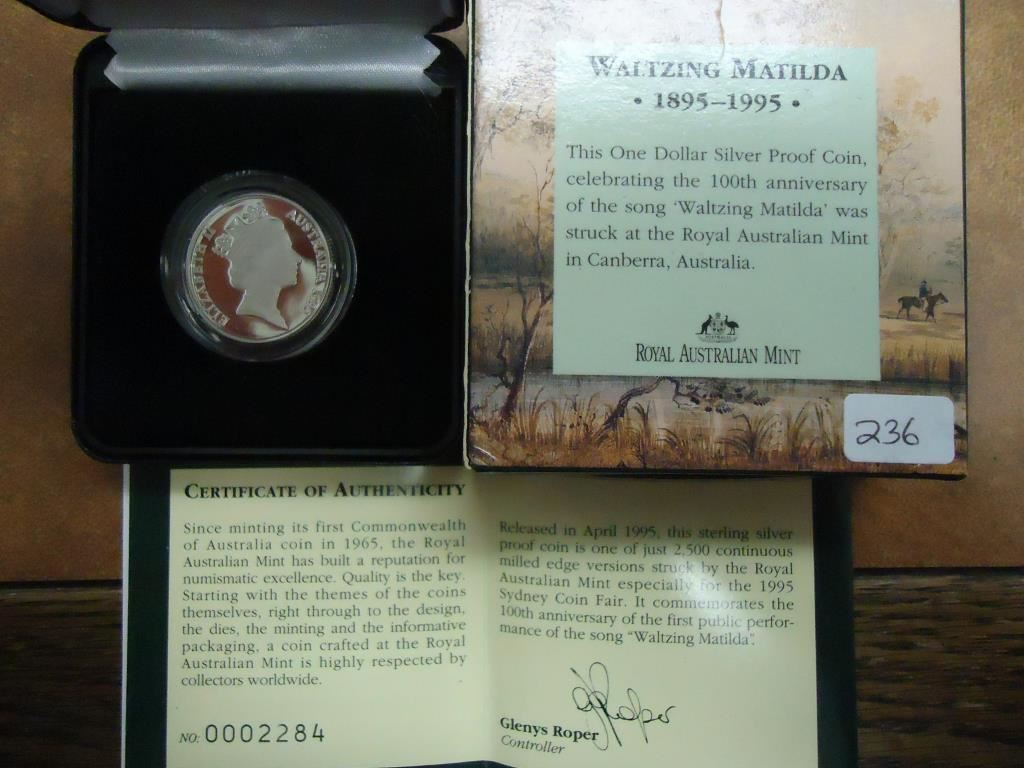 ELIZABETH II
AUSTRALIA 1995
WALTZING MATILDA
• 1895–1995 •
This One Dollar Silver Proof Coin,
celebrating the 100th anniversary
of the song ‘Waltzing Matilda’ was
struck at the Royal Australian Mint
in Canberra, Australia.
ROYAL AUSTRALIAN MINT
236
CERTIFICATE OF AUTHENTICITY
Since minting its first Commonwealth
of Australia coin in 1965, the Royal
Australian Mint has built a reputation for
numismatic excellence. Quality is the key.
Starting with the themes of the coins
themselves, right through to the design,
the dies, the minting and the informative
packaging, a coin crafted at the Royal
Australian Mint is highly respected by
collectors worldwide.
NO: 0002284
Released in April 1995, this sterling silver
proof coin is one of just 2,500 continuous
milled edge versions struck by the Royal
Australian Mint especially for the 1995
Sydney Coin Fair. It commemorates the
100th anniversary of the first public perfor-
mance of the song “Waltzing Matilda”.
Glenys Roper
Controller